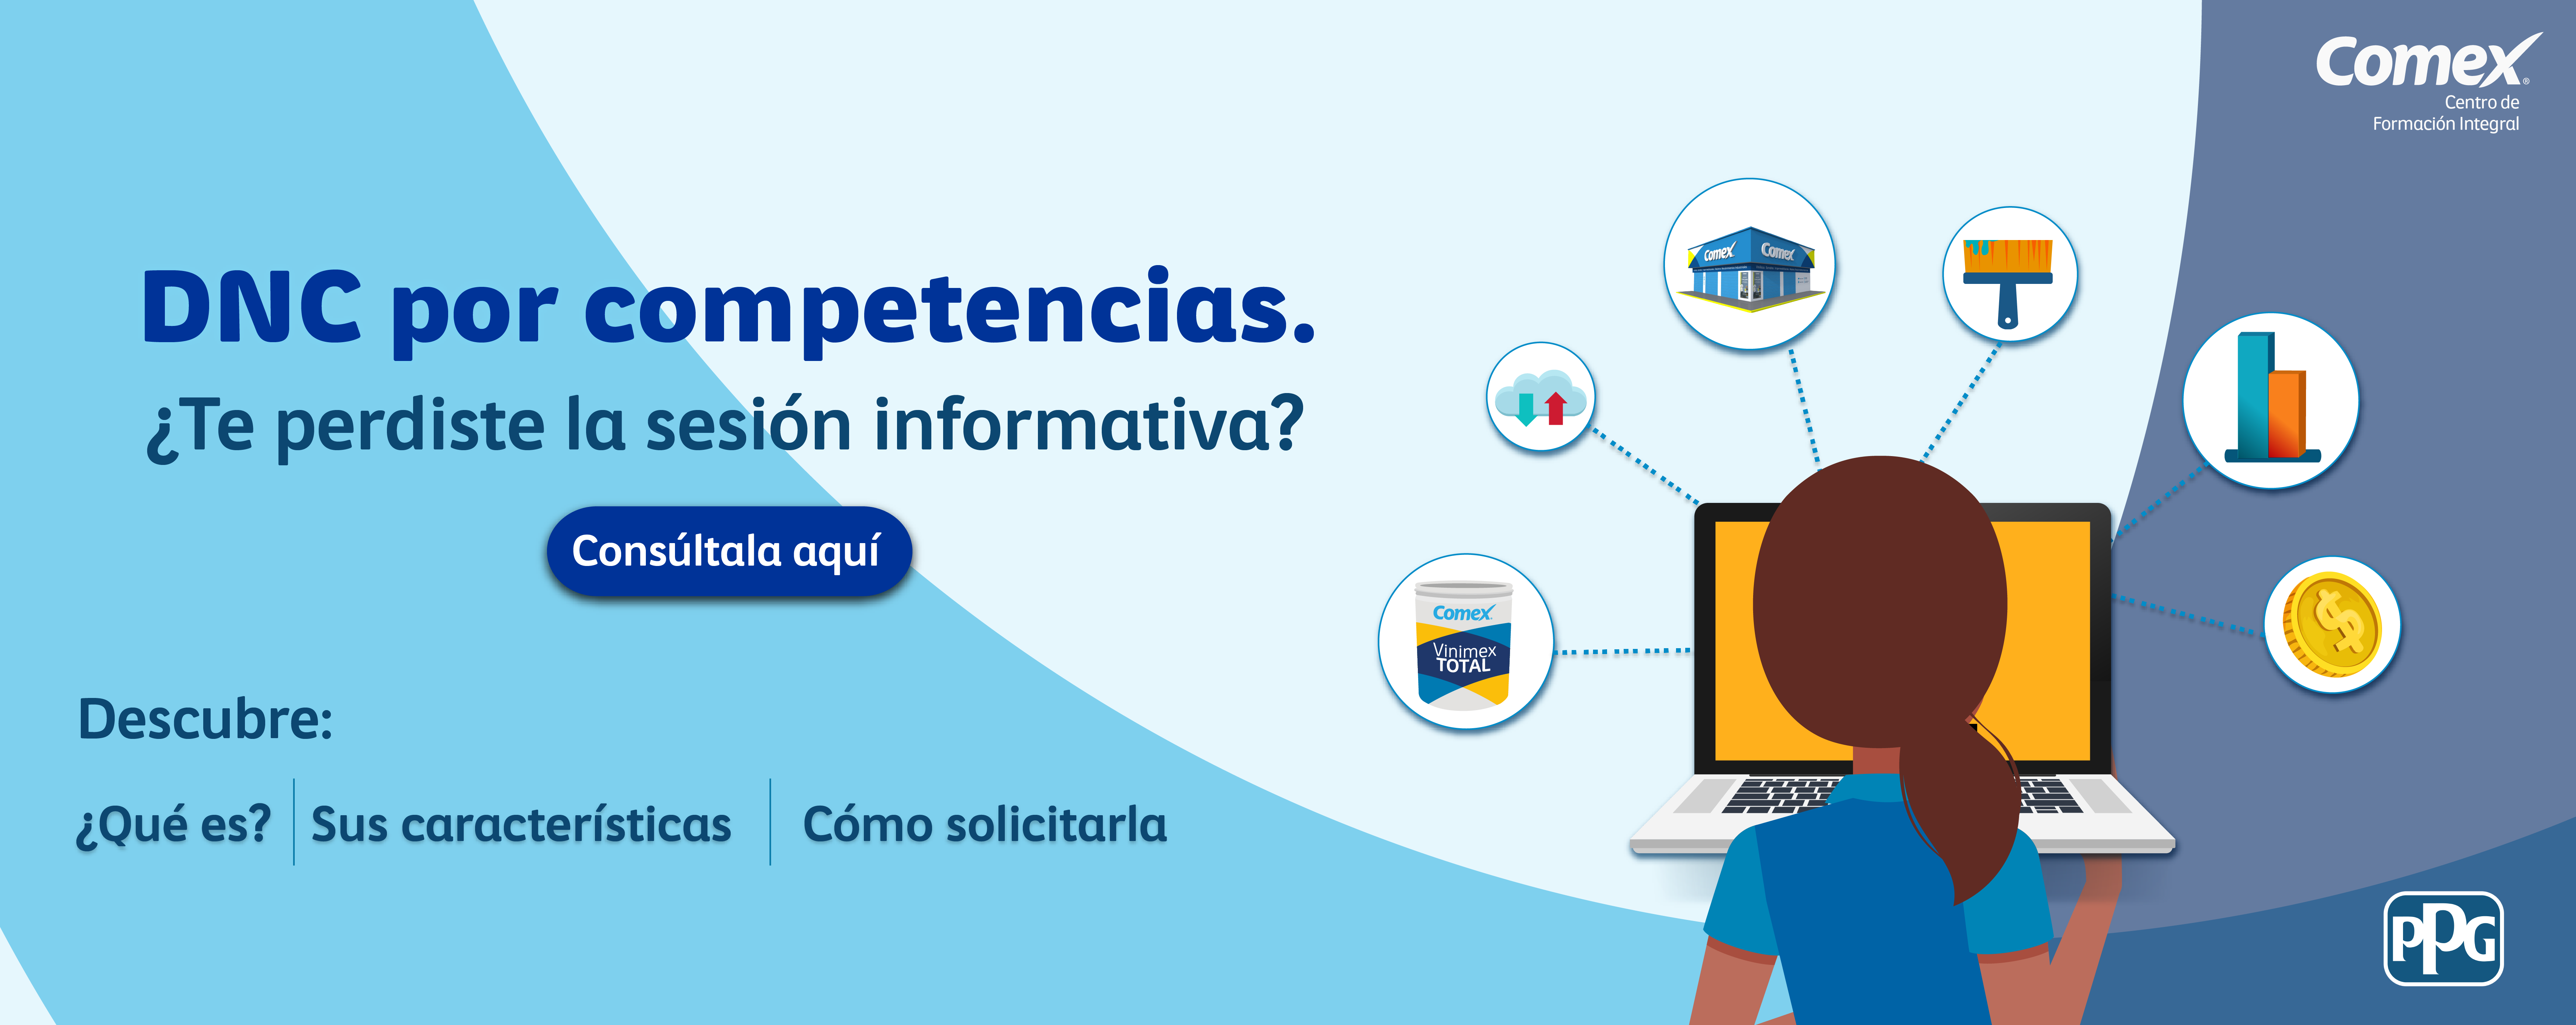 Comex®
Centro de
Formación Integral
Comex Comex
DNC por competencias.
¿Te perdiste la sesión informativa?
Consúltala aquí
Comex
Vinimex
TOTAL
Descubre:
¿Qué es? Sus características Cómo solicitarla
PPG